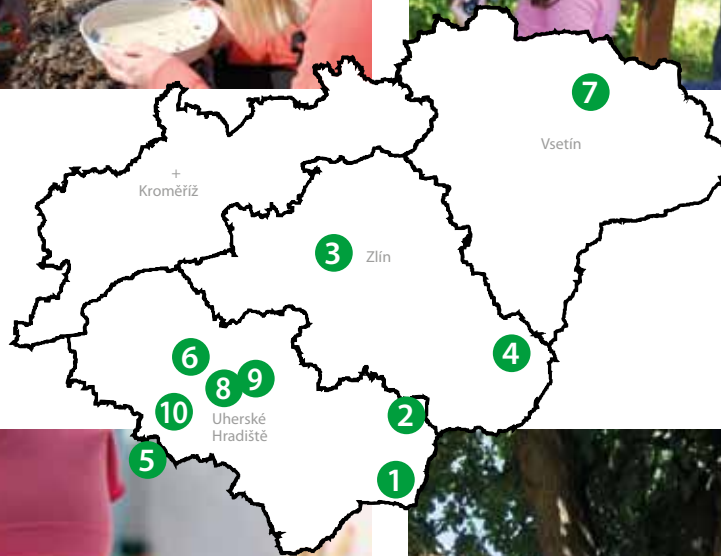 7
Vsetín
+
Kroměříž
3
Zlín
4
6
8
9
10
2
Uherské
Hradiště
5
1